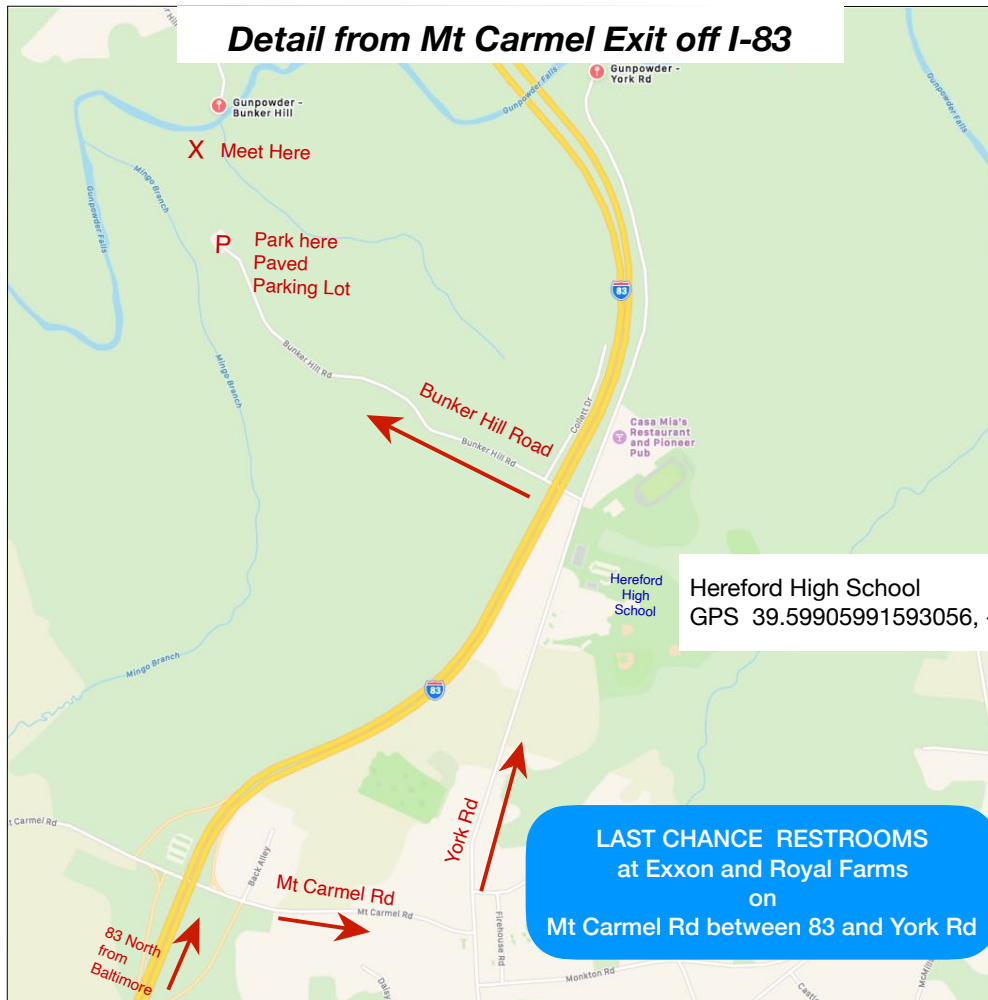 Detail from Mt Carmel Exit off I-83
Gunpowder -
York Rd
Gunpowder -
Bunker Hill
Gunpowder Falls
Gunpowder Falls
X Meet Here
Mingo Branch
Gunpowder Falls
P
Park here
Paved
Parking Lot
83
Bunker Hill Rd
Mingo Branch
Bunker Hill Road
Collett Dr
Casa Mia's
Restaurant
and Pioneer
Pub
Bunker Hill Rd
Hereford
High
School
Hereford High School
GPS 39.59905991593056, -
Mingo Branch
83
York Rd
t Carmel Rd
Back Alley
LAST CHANCE RESTROOMS
at Exxon and Royal Farms
on
Mt Carmel Rd between 83 and York Rd
Mt Carmel Rd
Mt Carmel Rd
Firehouse Rd
83 North
from
Baltimore
Monkton Rd
Daisy